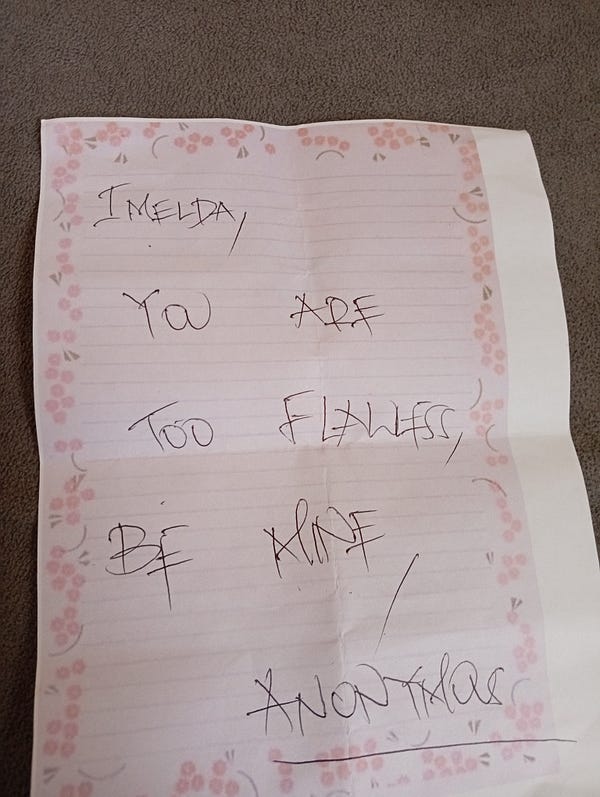 IMELDA,
YOU ARE
TOO FLAWLESS,
BE MINE
ANONYMOUS